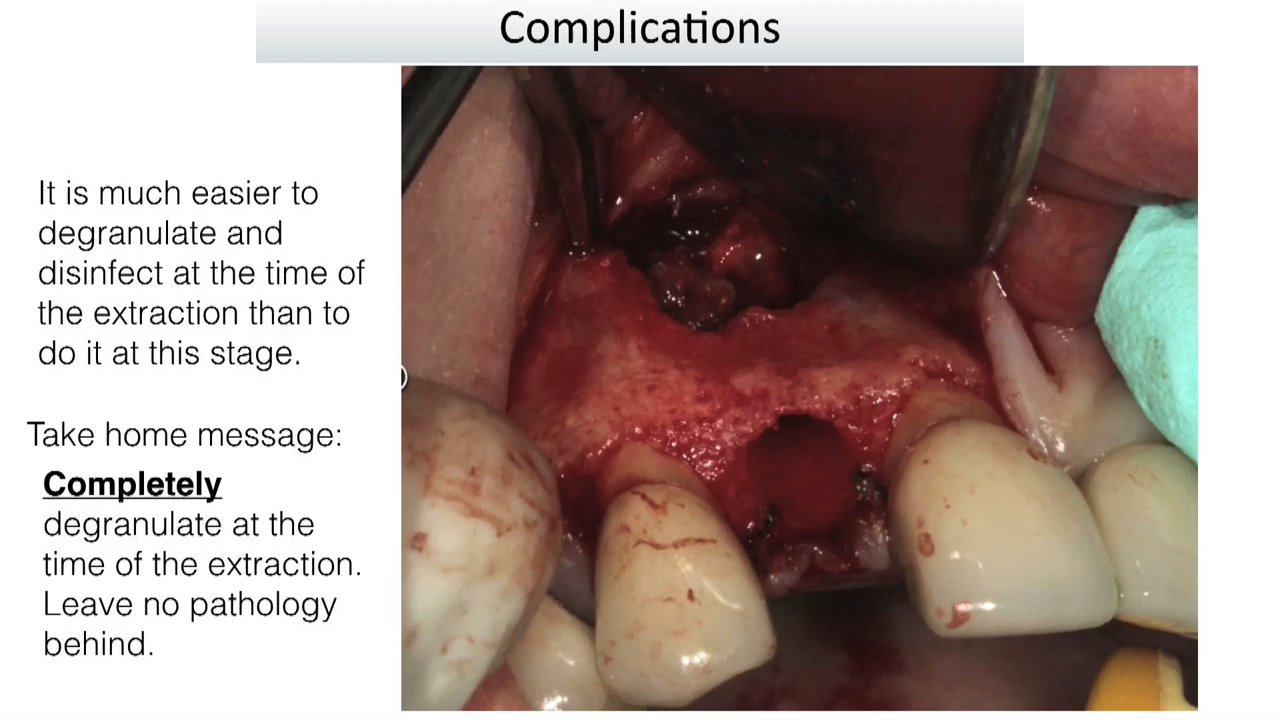 Complications
It is much easier to
degranulate and
disinfect at the time of
the extraction than to
do it at this stage.
Take home message:
Completely
degranulate at the
time of the extraction.
Leave no pathology
behind.